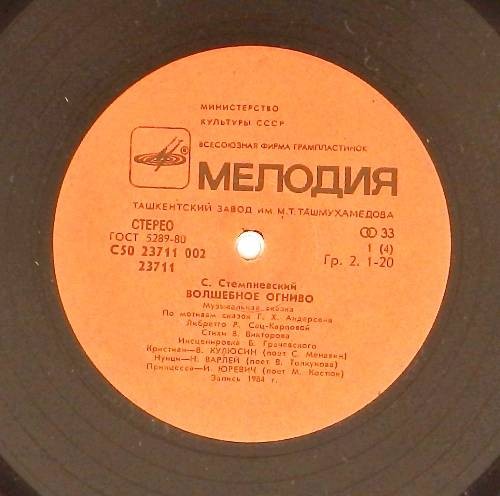 МИНИСТЕРСТВО
КУЛЬТУРЫ СССР
ВСЕСОЮЗНАЯ ФИРМА ГРАМПЛАСТИНОК
® МЕЛОДИЯ
ТАШКЕНТСКИЙ ЗАВОД ИМ М.Т.ТАШМУХАМЕДОВА
СТЕРЕО
ГОСТ 5289-80
С50 23711 002
23711
33
1 (4)
Гр. 2. 1-20
С. Стемпневский
ВОЛШЕБНОЕ ОГНИВО
Музыкальная сказка
По мотивам сказок Г. Х. Андерсена
Либретто Р. Сац-Карповой
Стихи В. Викторова
Инсценировка Б. Грачевского
Кристиан—В. КУЛЮСИН (поет С. Менахин)
Нунци—Н. ВАРЛЕЙ (поет В. Толкунова)
Принцесса—И. ЮРЕВИЧ (поет М. Костюк)
Запись 1984 г.